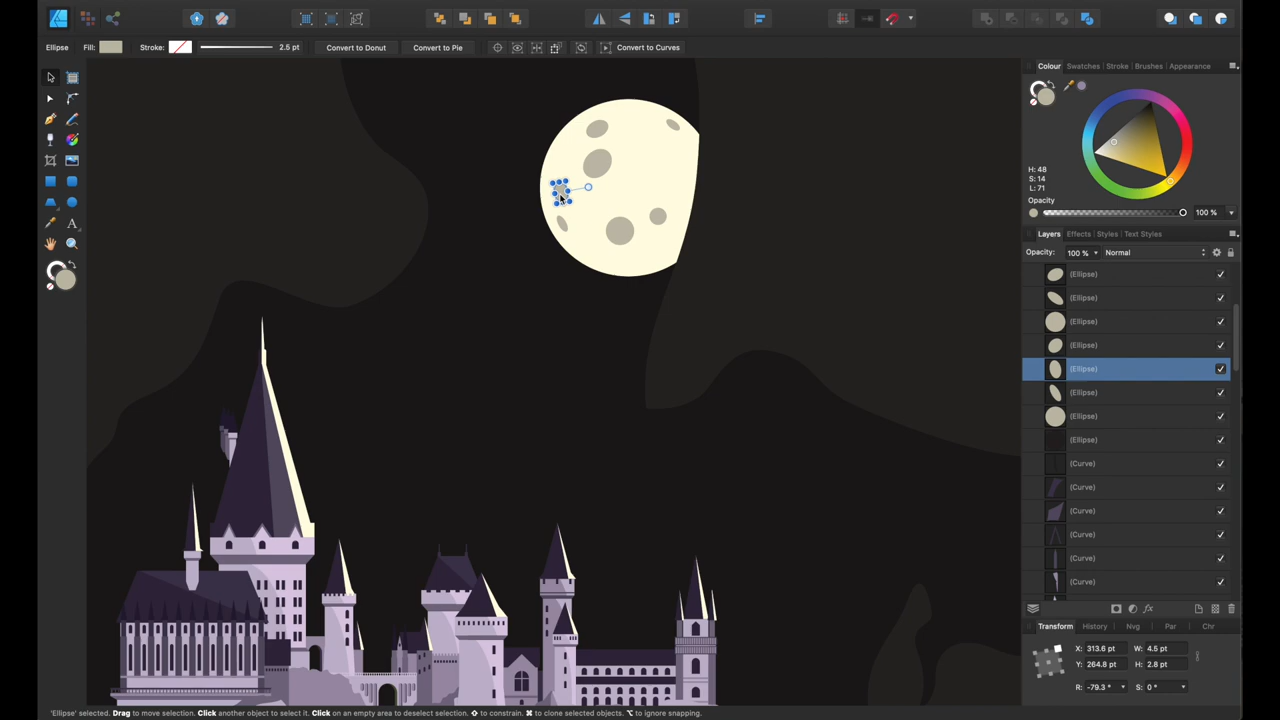 Ellipse Fill: Stroke: 2.5 pt Convert to Donut Convert to Pie Convert to Curves
Colour Swatches Stroke Brushes Appearance
H: 48
S: 14
L: 71
Opacity
100 %
Layers Effects Styles Text Styles
Opacity: 100 % Normal
(Ellipse)
(Ellipse)
(Ellipse)
(Ellipse)
(Ellipse)
(Ellipse)
(Ellipse)
(Ellipse)
(Curve)
(Curve)
(Curve)
(Curve)
(Curve)
(Curve)
fx
Transform History Nvg Par Chr
X: 313.6 pt W: 4.5 pt
Y: 264.8 pt H: 2.8 pt
R: -79.3 ° S: 0 °
'Ellipse' selected. Drag to move selection. Click another object to select it. Click on an empty area to deselect selection. ⇧ to constrain. ⌘ to clone selected objects. ⌥ to ignore snapping.